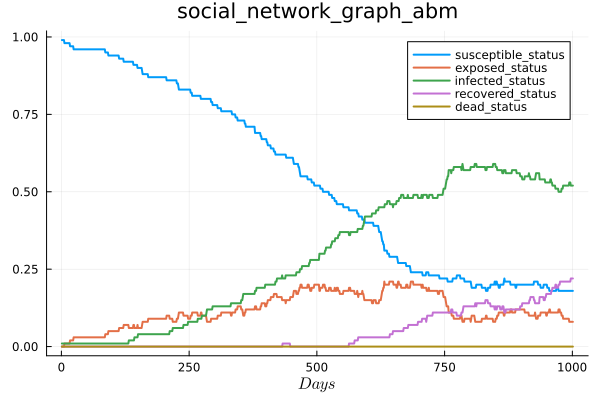 social_network_graph_abm
1.00
0.75
0.50
0.25
0.00
susceptible_status
exposed_status
infected_status
recovered_status
dead_status
0 250 500 750 1000
Days